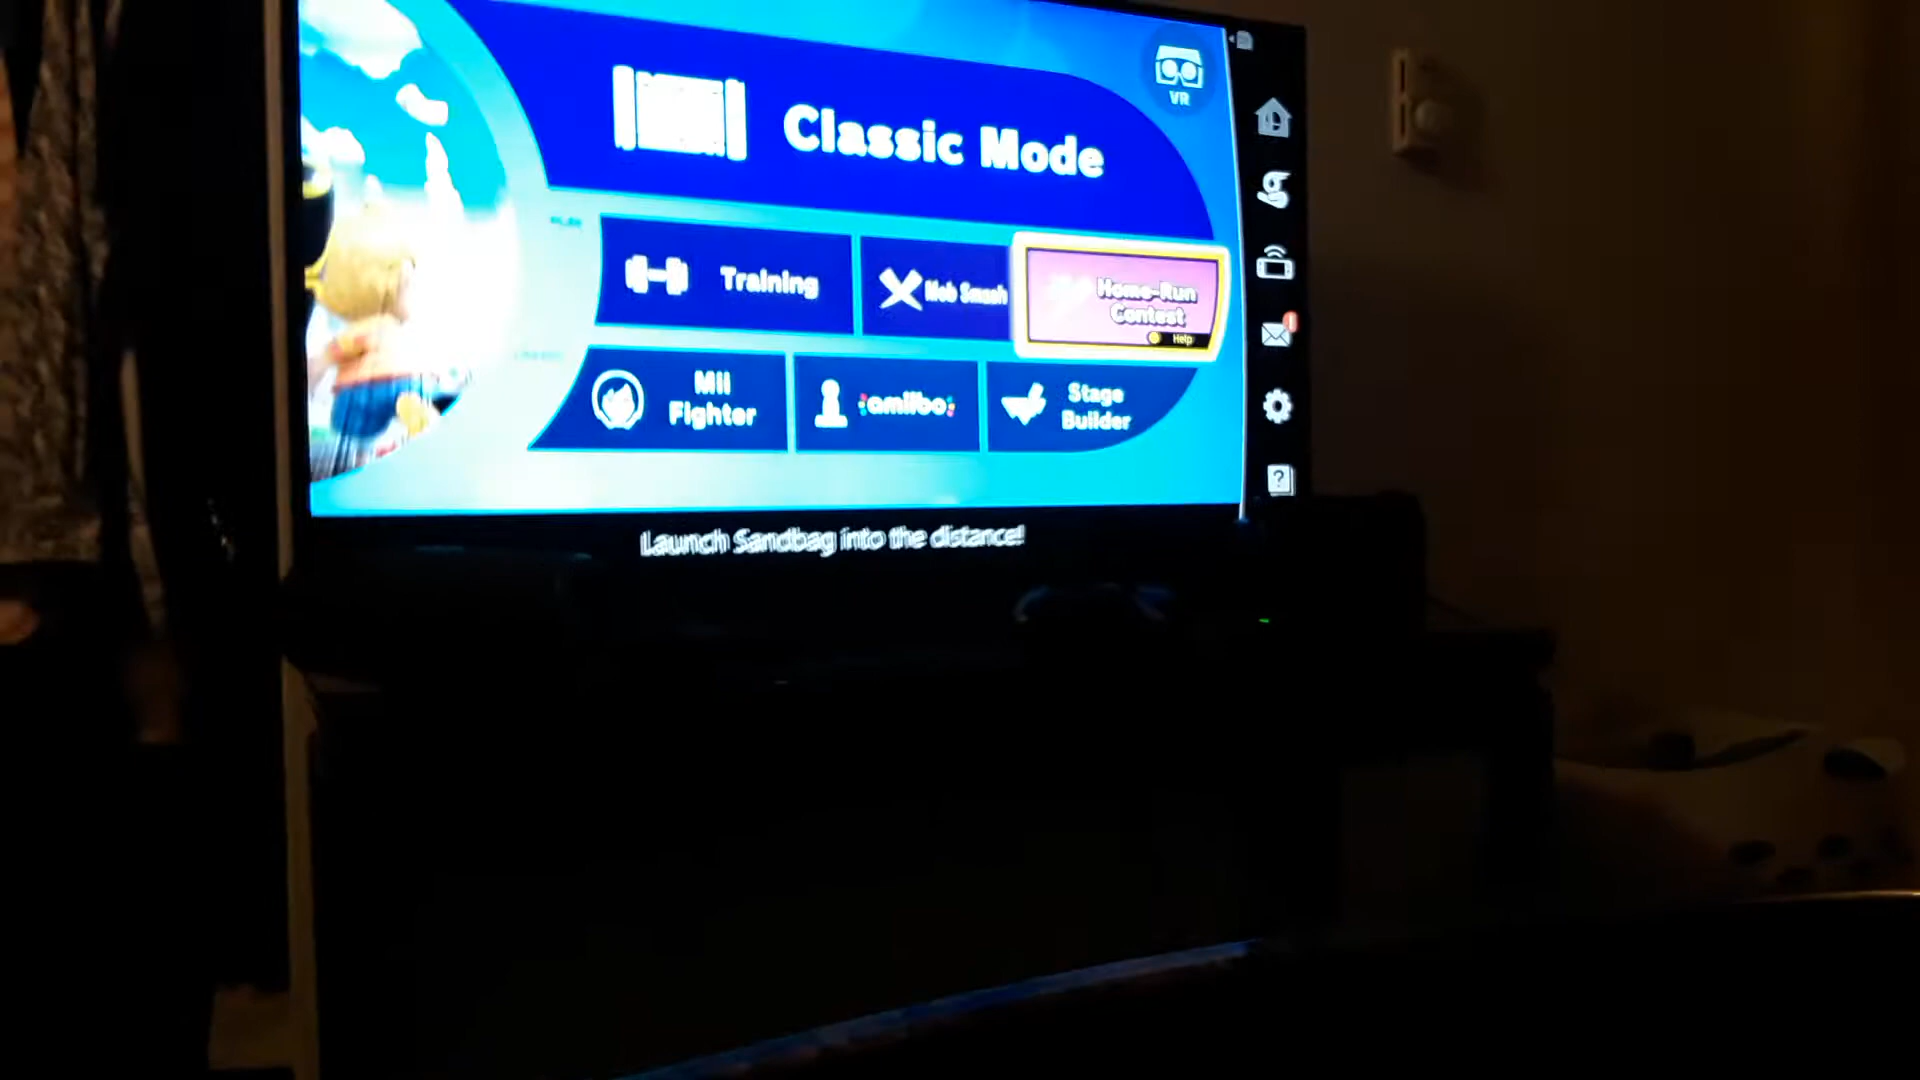 VR
Classic Mode
Training
Mob Smash
Home-Run
Contest
Help
Mii
Fighter
amiibo
Stage
Builder
Launch Sandbag into the distance!